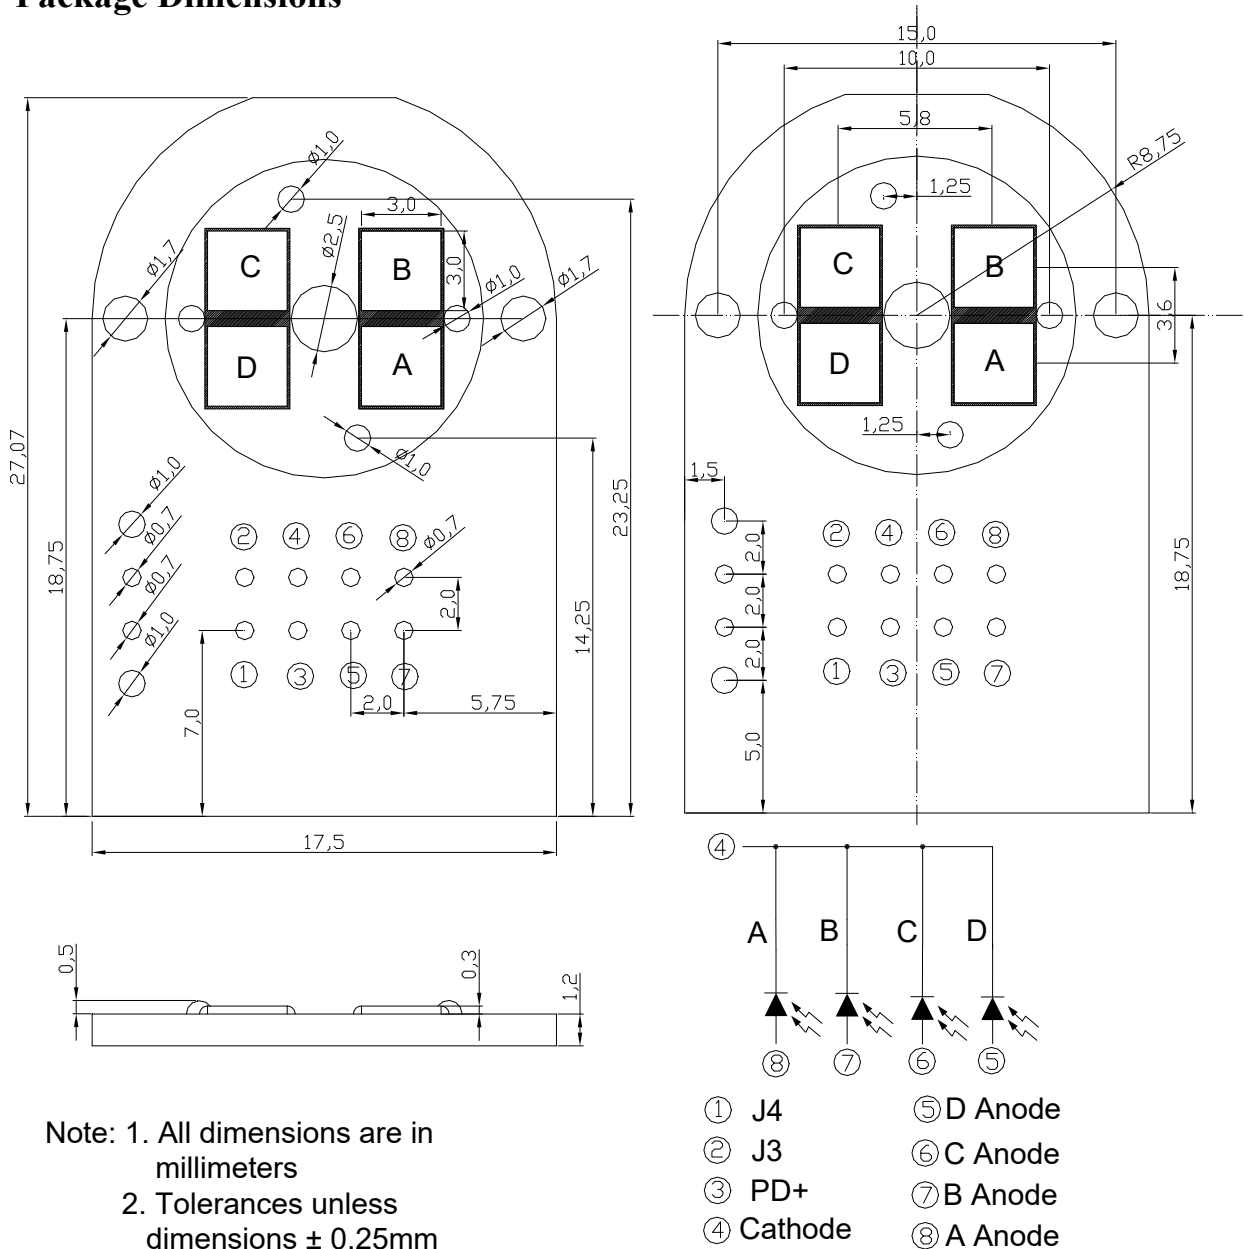 Package Dimensions
27,07
18,75
17,5
ø1,7
ø1,0
ø2,5
3,0
3,0
ø1,0
ø1,7
C
B
D
A
ø1,0
ø1,0
ø0,7
ø0,7
ø1,0
② ④ ⑥ ⑧
ø0,7
2,0
① ③ ⑤ ⑦
7,0
2,0
5,75
14,25
23,25
15,0
10,0
5,8
R8,75
1,25
C
B
D
A
3,6
1,25
1,5
2,0
2,0
2,0
5,0
② ④ ⑥ ⑧
① ③ ⑤ ⑦
18,75
0,5
0,3
1,2
④
A B C D
⑧ ⑦ ⑥ ⑤
① J4
② J3
③ PD+
④ Cathode
⑤ D Anode
⑥ C Anode
⑦ B Anode
⑧ A Anode
Note: 1. All dimensions are in
millimeters
2. Tolerances unless
dimensions ± 0.25mm